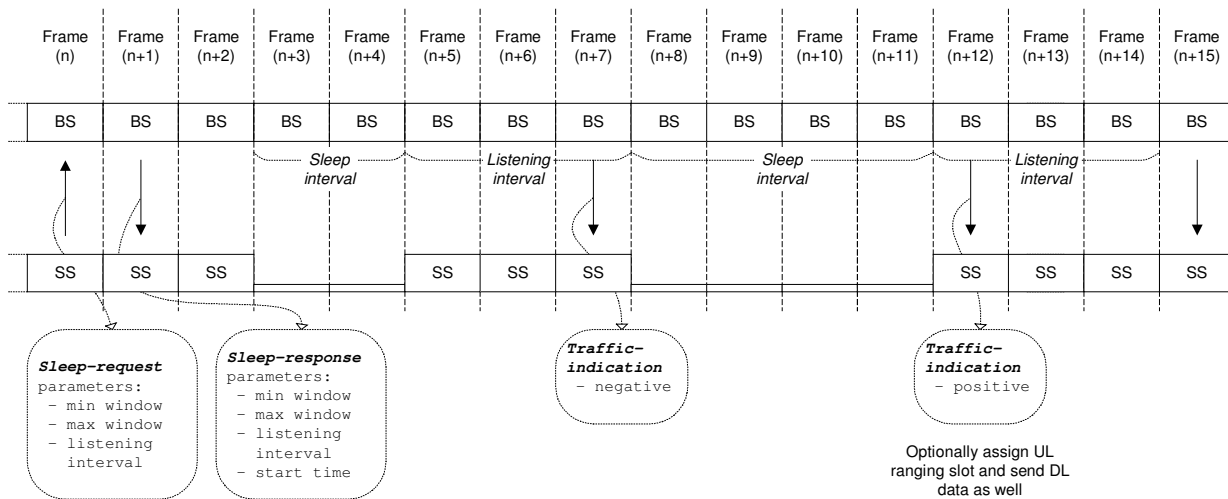 Frame (n)
Frame (n+1)
Frame (n+2)
Frame (n+3)
Frame (n+4)
Frame (n+5)
Frame (n+6)
Frame (n+7)
Frame (n+8)
Frame (n+9)
Frame (n+10)
Frame (n+11)
Frame (n+12)
Frame (n+13)
Frame (n+14)
Frame (n+15)
BS BS BS BS BS BS BS BS BS BS BS BS BS BS BS BS
Sleep
interval
Listening
interval
Sleep
interval
Listening
interval
SS SS SS SS SS SS SS SS SS SS
Sleep-request
parameters:
- min window
- max window
- listening
interval
Sleep-response
parameters:
- min window
- max window
- listening
interval
- start time
Traffic-
indication
- negative
Traffic-
indication
- positive
Optionally assign UL
ranging slot and send DL
data as well